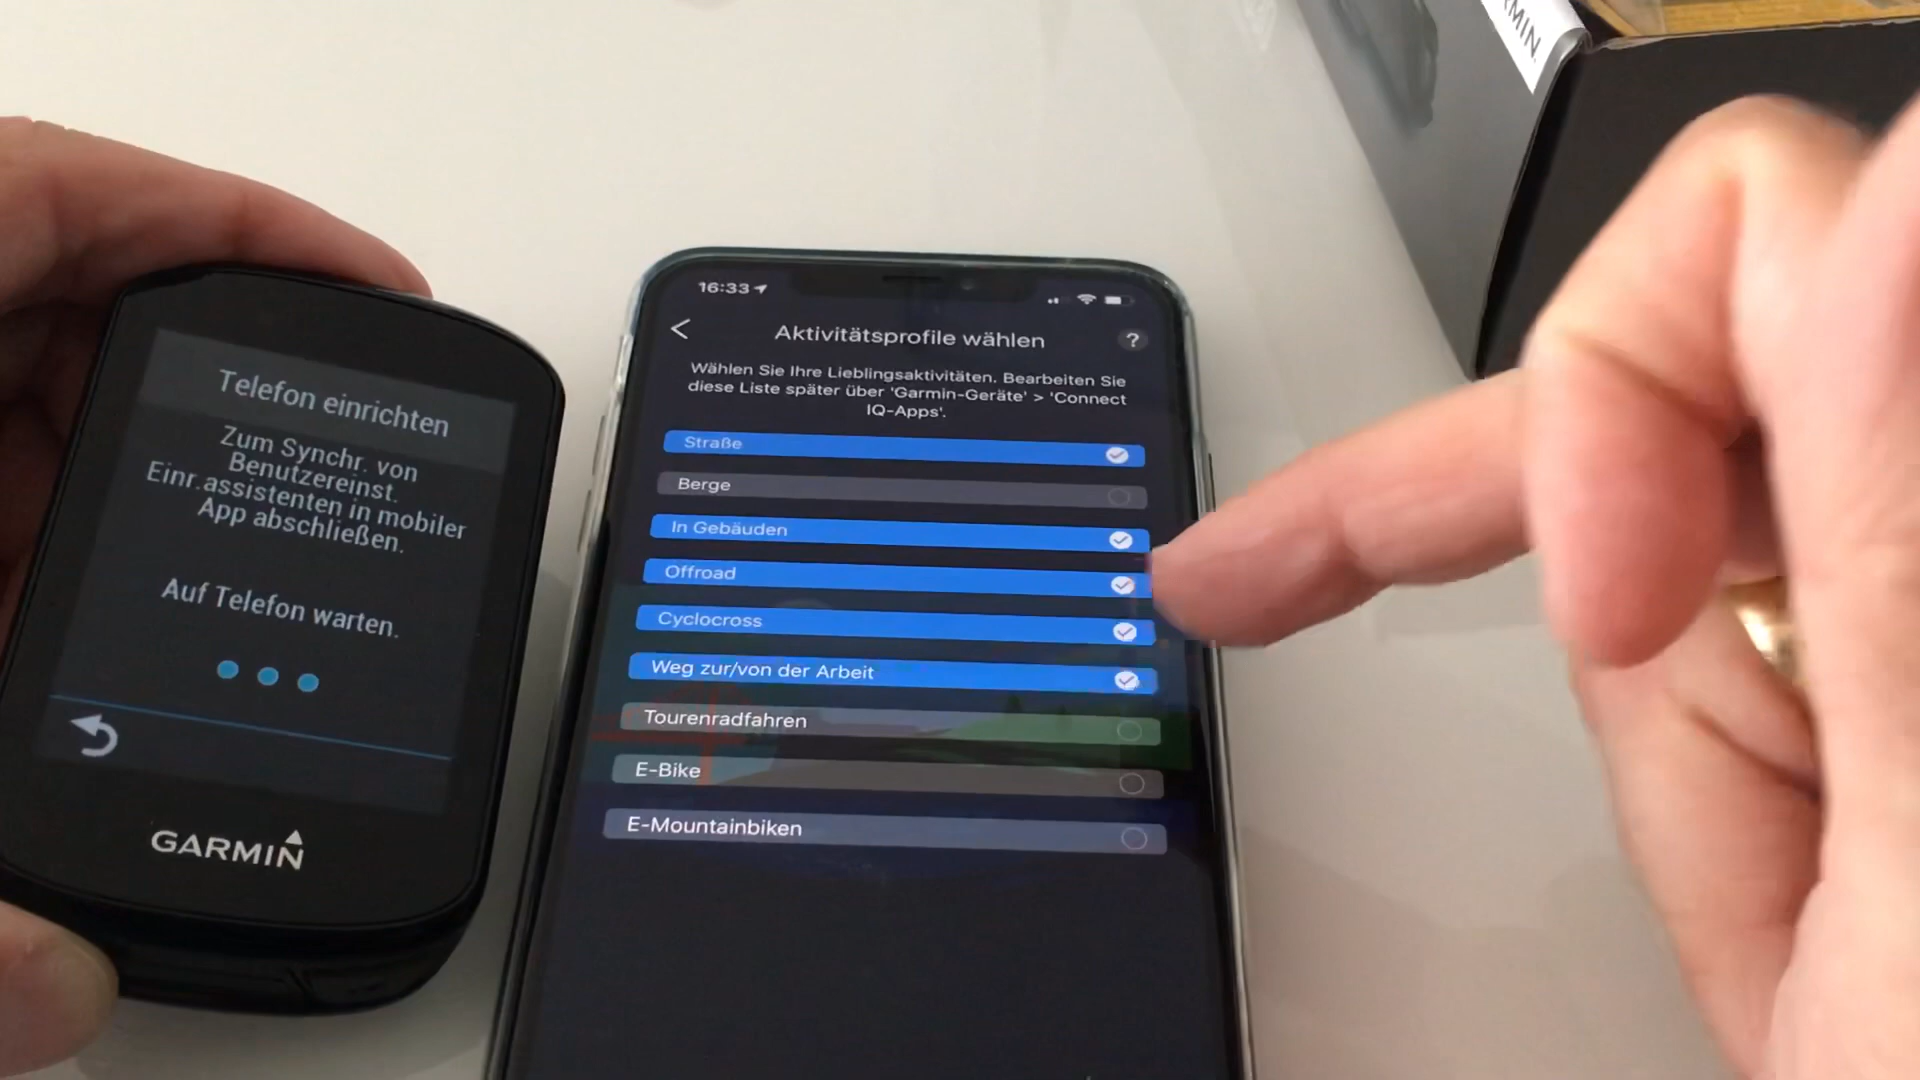 Telefon einrichten
Zum Synchr. von
Benutzereinst.
Einr.assistenten in mobiler
App abschließen.
Auf Telefon warten.
GARMIN
16:33
Aktivitätsprofile wählen
?
Wählen Sie Ihre Lieblingsaktivitäten. Bearbeiten Sie
diese Liste später über 'Garmin-Geräte' > 'Connect
IQ-Apps'.
Straße
Berge
In Gebäuden
Offroad
Cyclocross
Weg zur/von der Arbeit
Tourenradfahren
E-Bike
E-Mountainbiken